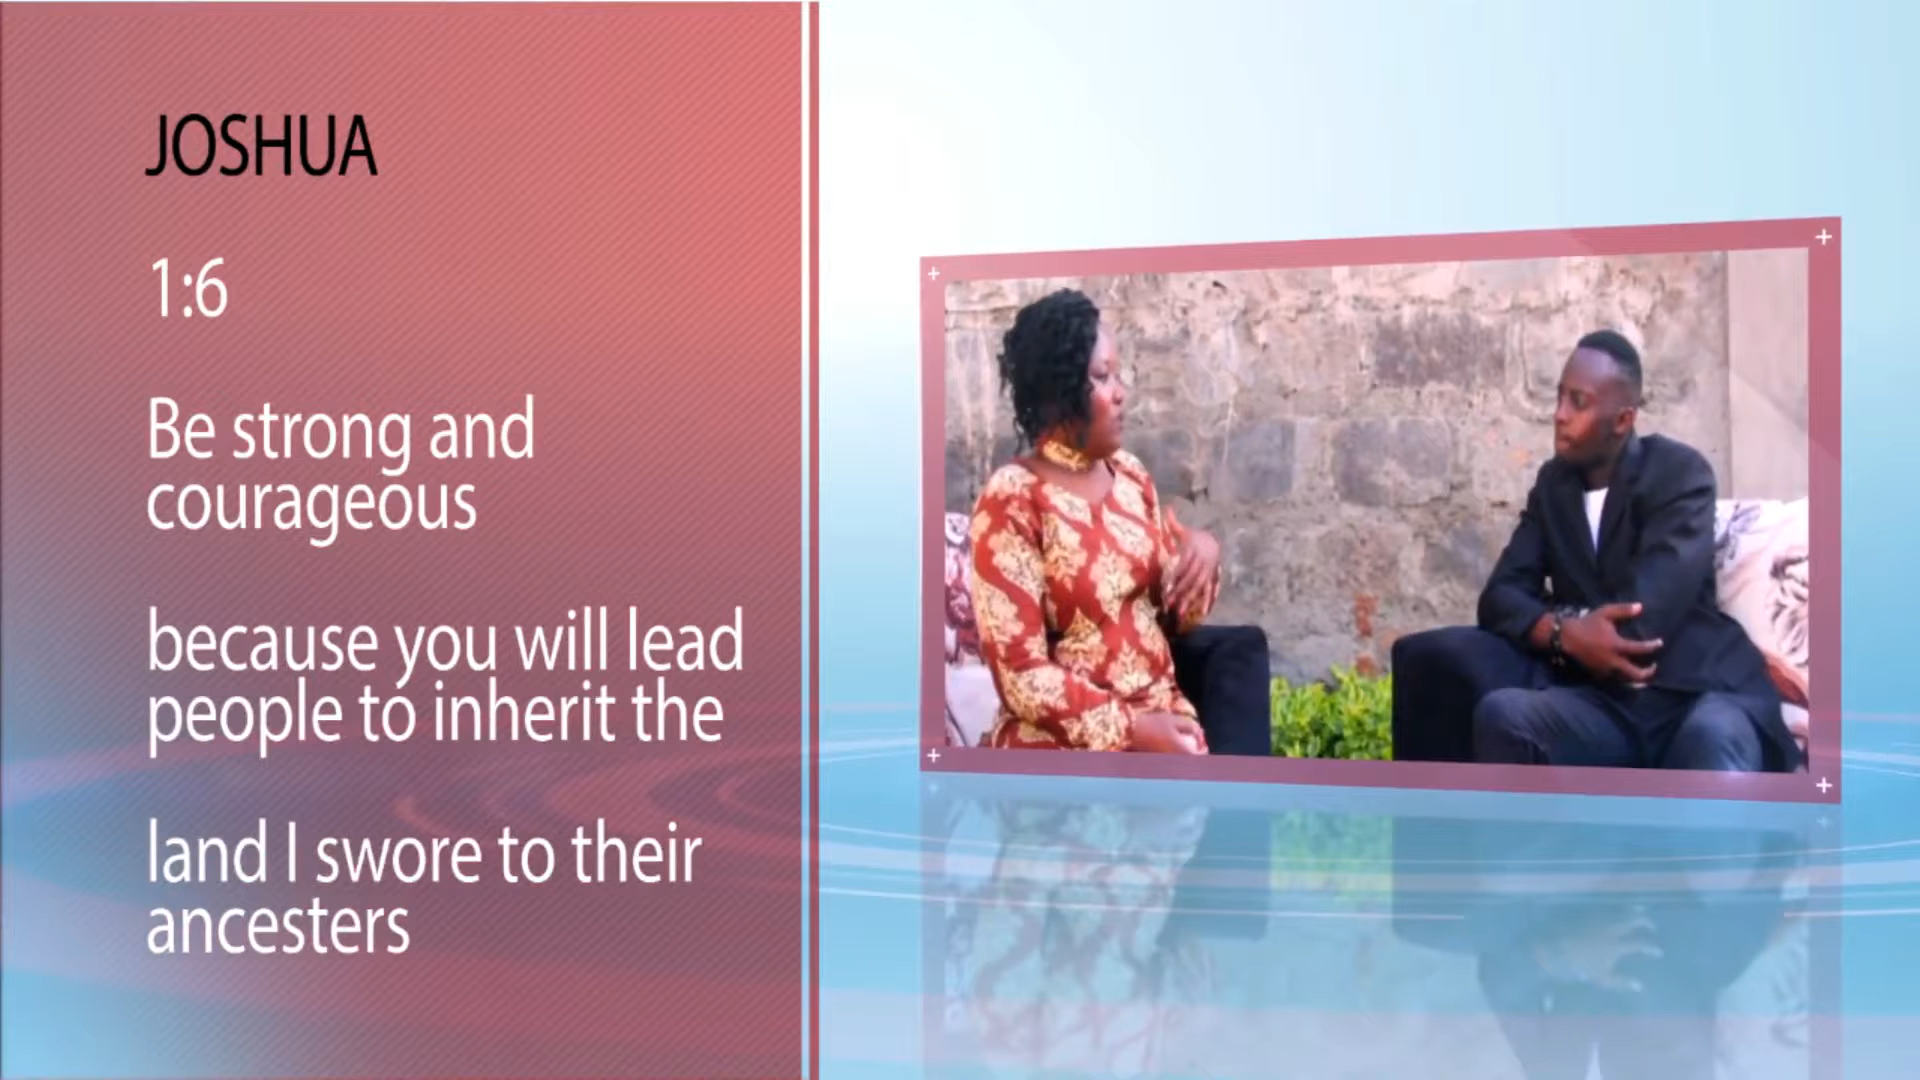 JOSHUA
1:6
Be strong and
courageous
because you will lead
people to inherit the
land I swore to their
ancesters